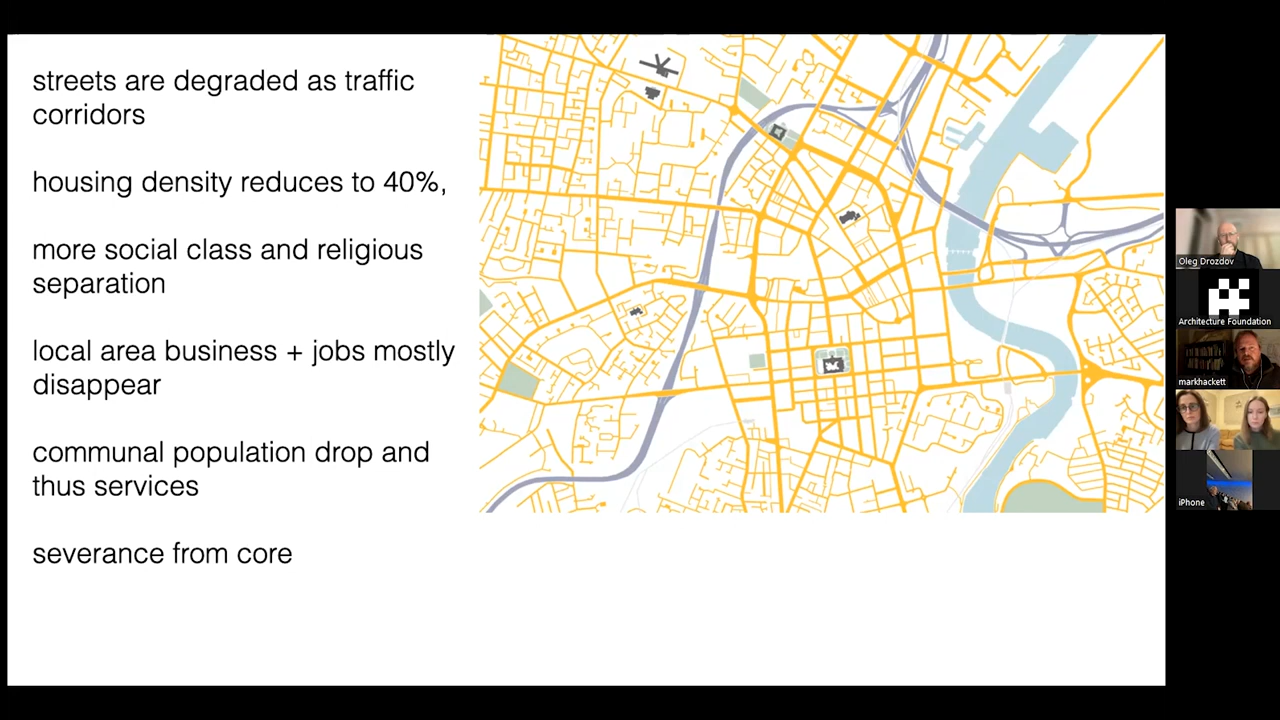 streets are degraded as traffic
corridors
housing density reduces to 40%,
more social class and religious
separation
local area business + jobs mostly
disappear
communal population drop and
thus services
severance from core
Oleg Drozdov
Architecture Foundation
markhackett
iPhone